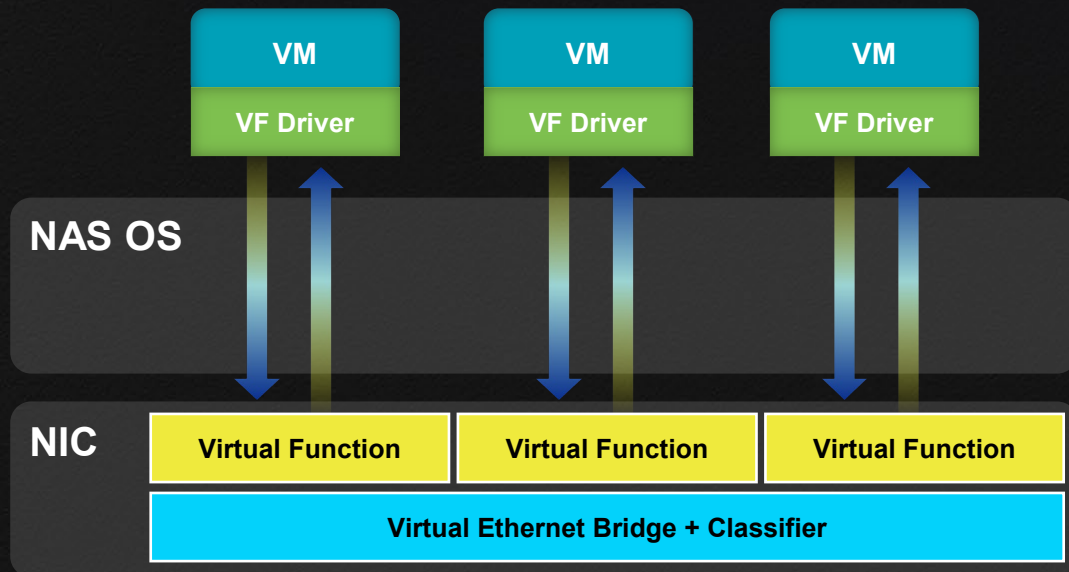 VM VM VM
VF Driver VF Driver VF Driver
NAS OS
NIC
Virtual Function Virtual Function Virtual Function
Virtual Ethernet Bridge + Classifier